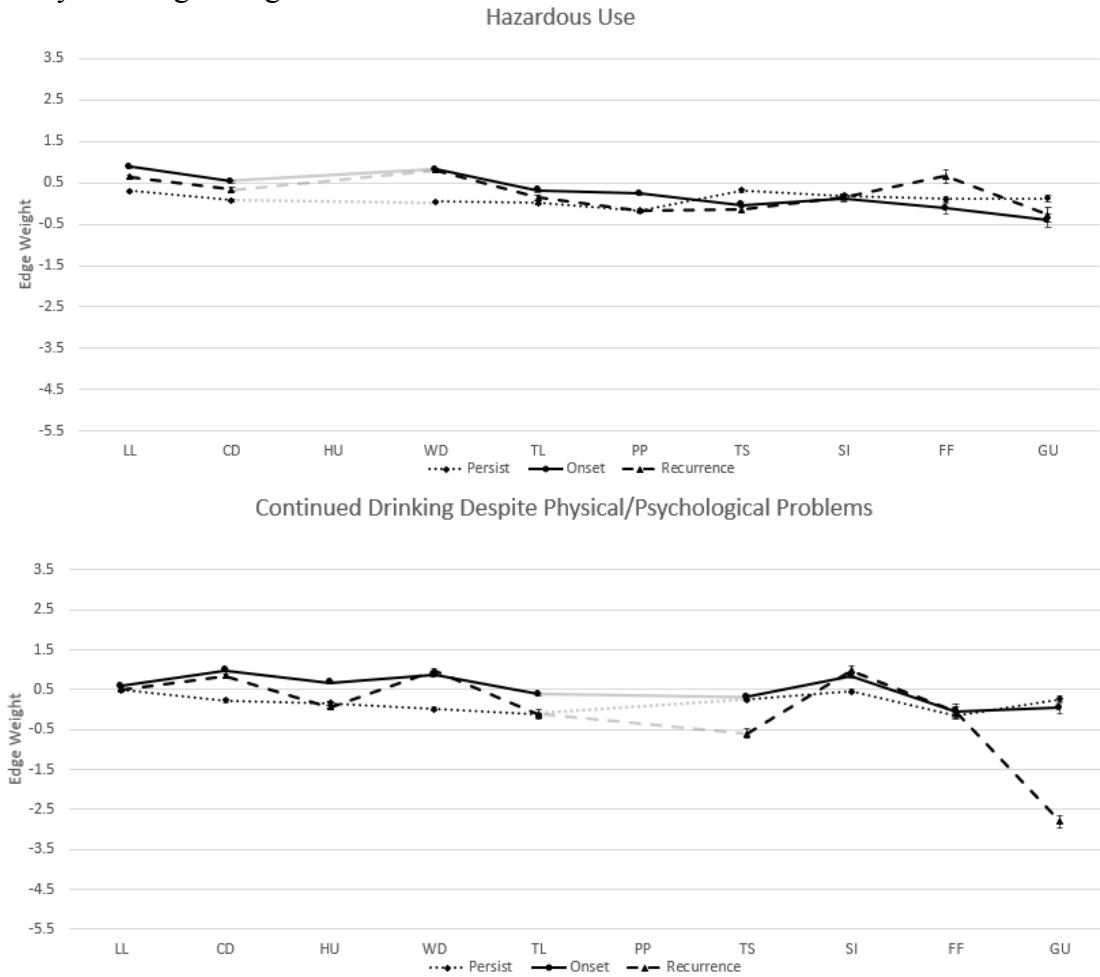 Hazardous Use
3.5
2.5
1.5
0.5
-0.5
-1.5
-2.5
-3.5
-4.5
-5.5
Edge Weight
LL CD HU WD TL PP TS SI FF GU
Persist Onset Recurrence
Continued Drinking Despite Physical/Psychological Problems
3.5
2.5
1.5
0.5
-0.5
-1.5
-2.5
-3.5
-4.5
-5.5
Edge Weight
LL CD HU WD TL PP TS SI FF GU
Persist Onset Recurrence